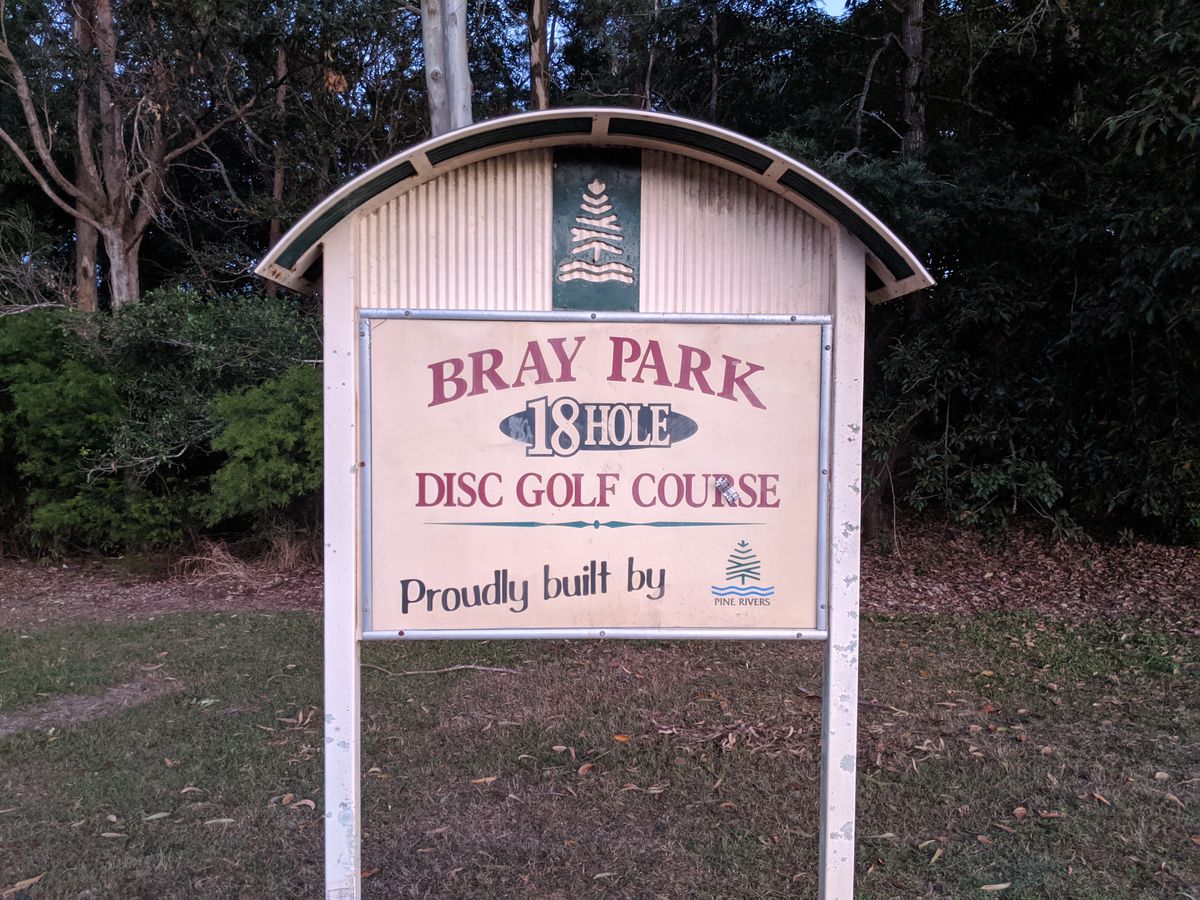 BRAY PARK
18 HOLE
DISC GOLF COURSE
Proudly built by
PINE RIVERS